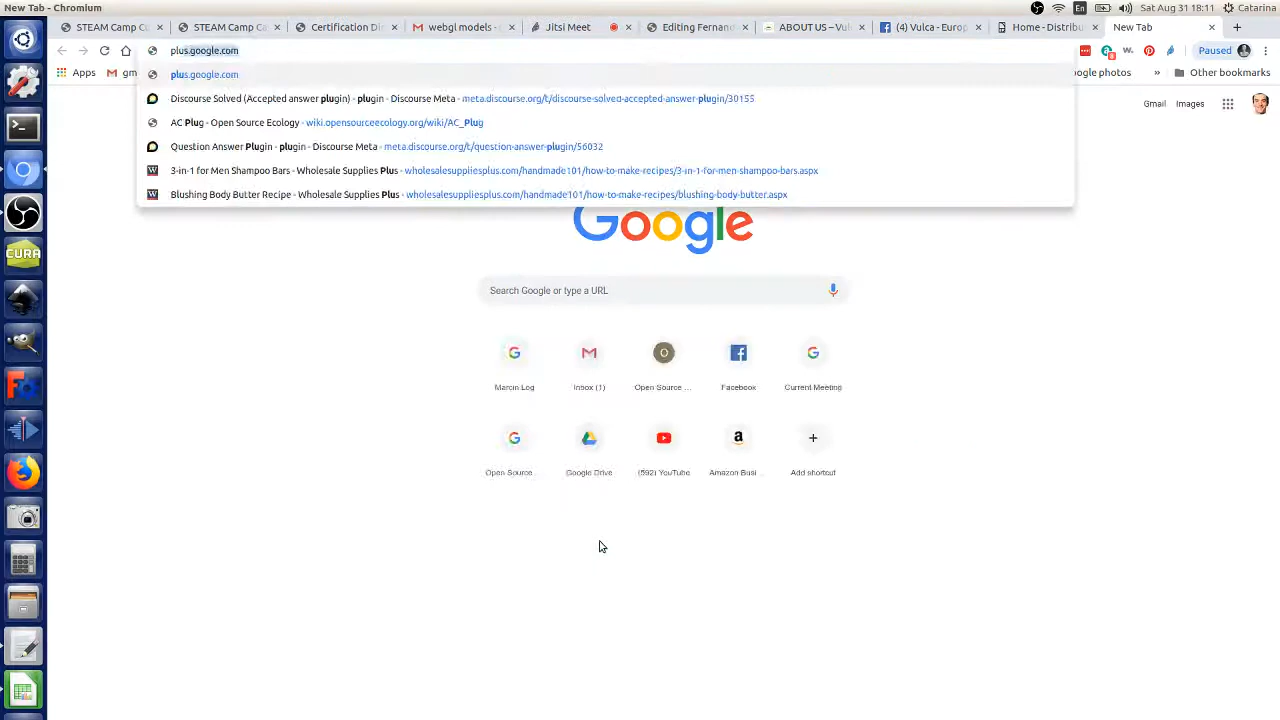 New Tab - Chromium
En
Sat Aug 31 18:11
Catarina
STEAM Camp C
STEAM Camp C
Certification Di
webgl models -
Jitsi Meet
Editing Fernan
ABOUT US – Vul
(4) Vulca - Europ
Home - Distribu
New Tab
plus.google.com
Paused
Apps
gm
oogle photos
»
Other bookmarks
plus.google.com
Discourse Solved (Accepted answer plugin) - plugin - Discourse Meta - meta.discourse.org/t/discourse-solved-accepted-answer-plugin/30155
AC Plug - Open Source Ecology - wiki.opensourceecology.org/wiki/AC_Plug
Question Answer Plugin - plugin - Discourse Meta - meta.discourse.org/t/question-answer-plugin/56032
3-in-1 for Men Shampoo Bars - Wholesale Supplies Plus - wholesalesuppliesplus.com/handmade101/how-to-make-recipes/3-in-1-for-men-shampoo-bars.aspx
Blushing Body Butter Recipe - Wholesale Supplies Plus - wholesalesuppliesplus.com/handmade101/how-to-make-recipes/blushing-body-butter.aspx
Gmail
Images
Google
Search Google or type a URL
Marcin Log
Inbox (1)
Open Source ...
Facebook
Current Meeting
Open Source
Google Drive
(592) YouTube
Amazon Busi
Add shortcut
CURA